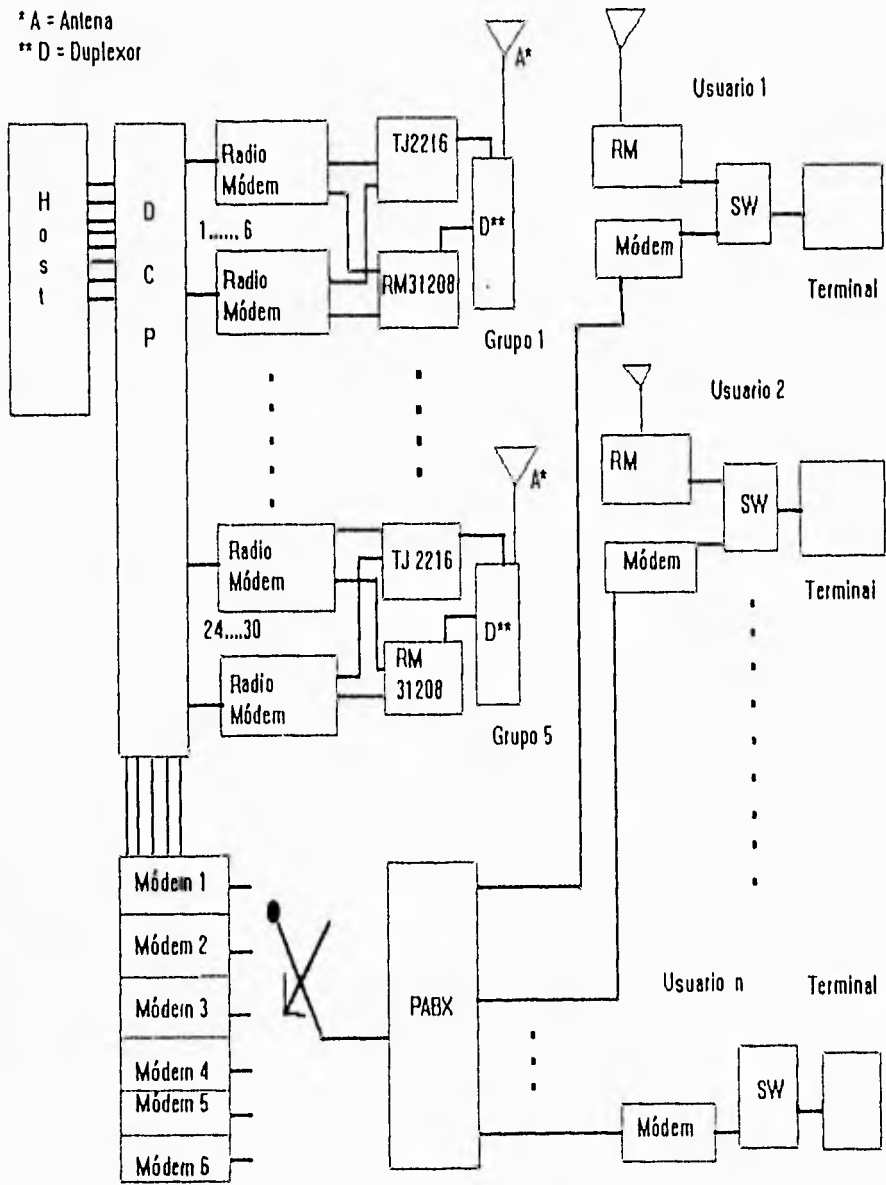 * A = Antena
** D = Duplexor
A*
Usuario 1
Host
DCP
Radio
Módem
TJ2216
D**
RM
SW
Módem
Terminal
1...... 6
Radio
Módem
RM31208
Grupo 1
Usuario 2
A*
RM
SW
Módem
Terminal
Radio
Módem
TJ 2216
D**
24....30
Radio
Módem
RM
31208
Grupo 5
Módem 1
Módem 2
Módem 3
Módem 4
Módem 5
Módem 6
PABX
Usuario n
Terminal
SW
Módem